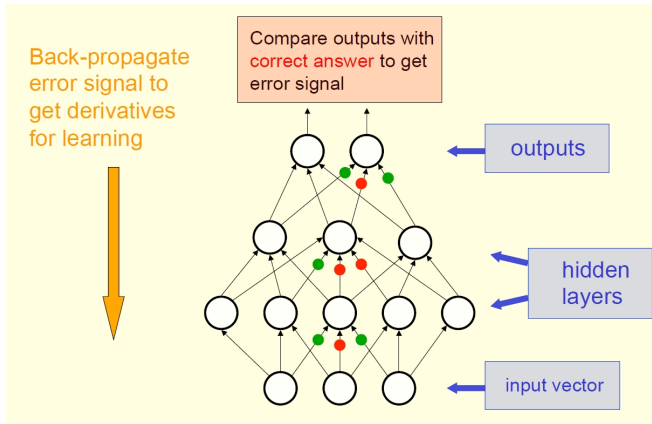 Back-propagate
error signal to
get derivatives
for learning
Compare outputs with
correct answer to get
error signal
outputs
hidden
layers
input vector